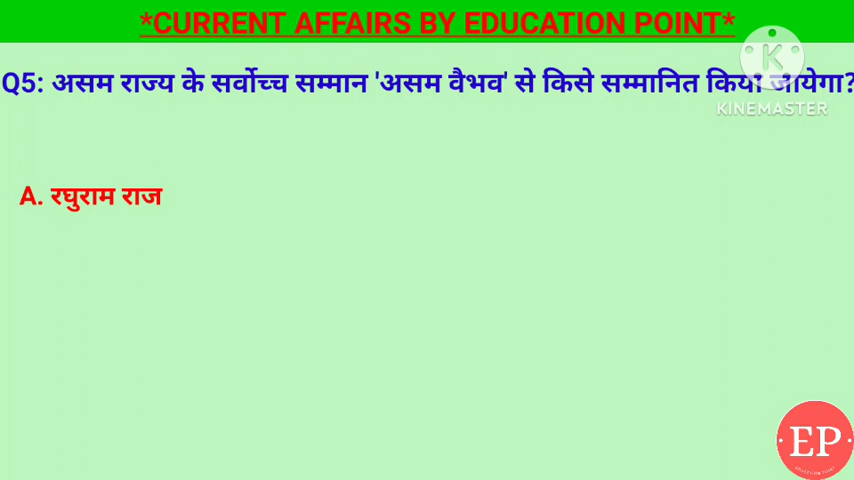 *CURRENT AFFAIRS BY EDUCATION POINT*
Q5: असम राज्य के सर्वोच्च सम्मान 'असम वैभव' से किसे सम्मानित किया जायेगा?
KINEMASTER
A. रघुराम राज
EP